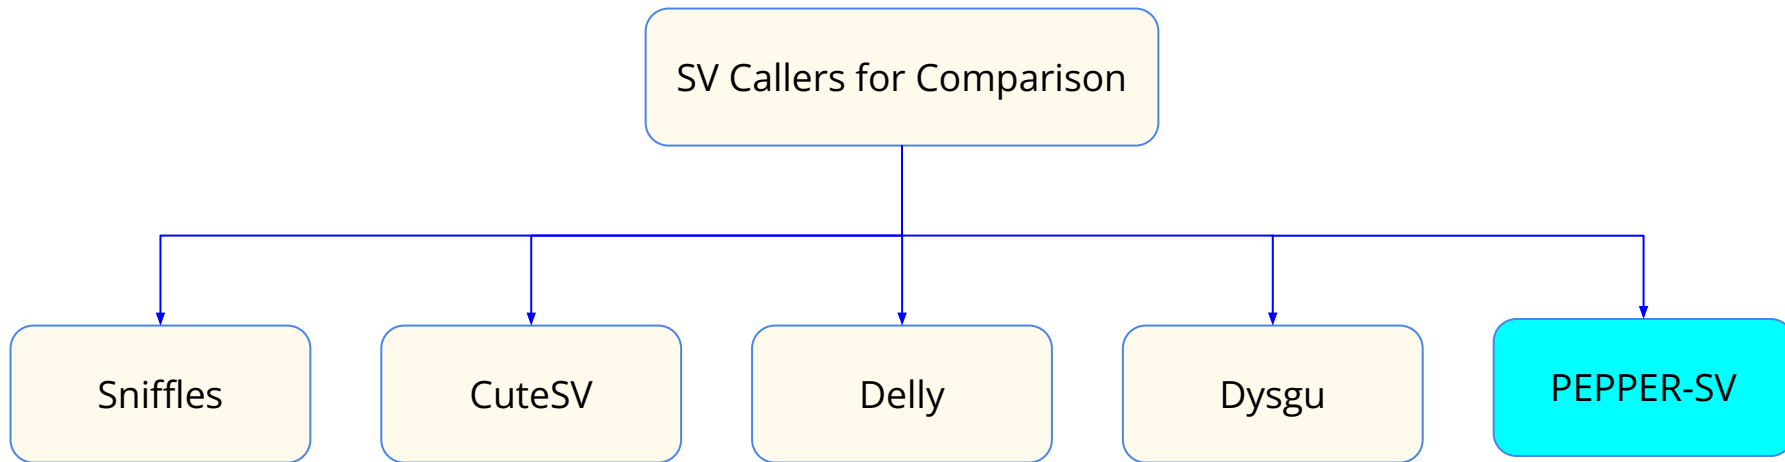 SV Callers for Comparison
Sniffles
CuteSV
Delly
Dysgu
PEPPER-SV